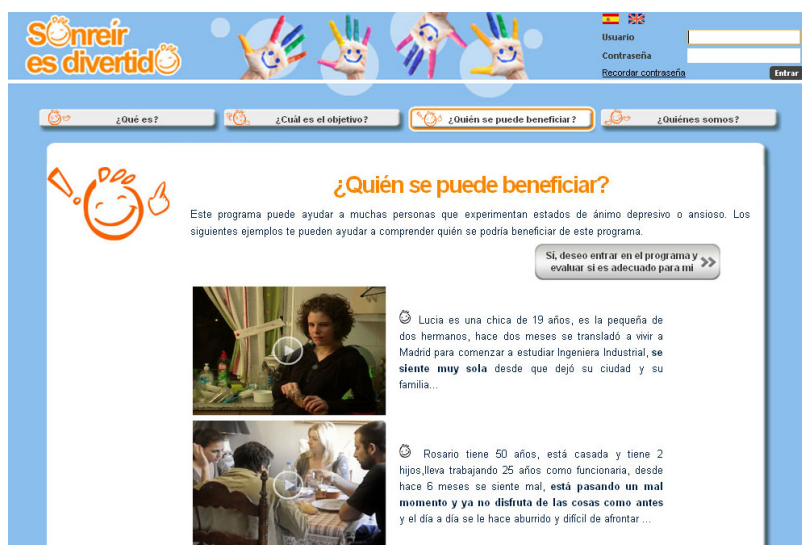 Sonreír
es divertido
Usuario
Contraseña
Recordar contraseña
Entrar
¿Qué es?
¿Cuál es el objetivo?
¿Quién se puede beneficiar?
¿Quiénes somos?
¿Quién se puede beneficiar?
Este programa puede ayudar a muchas personas que experimentan estados de ánimo depresivo o ansioso. Los
siguientes ejemplos te pueden ayudar a comprender quién se podría beneficiar de este programa.
Sí, deseo entrar en el programa y
evaluar si es adecuado para mi
Lucia es una chica de 19 años, es la pequeña de
dos hermanos, hace dos meses se transladó a vivir a
Madrid para comenzar a estudiar Ingeniera Industrial, se
siente muy sola desde que dejó su ciudad y su
familia...
Rosario tiene 50 años, está casada y tiene 2
hijos,lleva trabajando 25 años como funcionaria, desde
hace 6 meses se siente mal, está pasando un mal
momento y ya no disfruta de las cosas como antes
y el día a día se le hace aburrido y difícil de afrontar ...